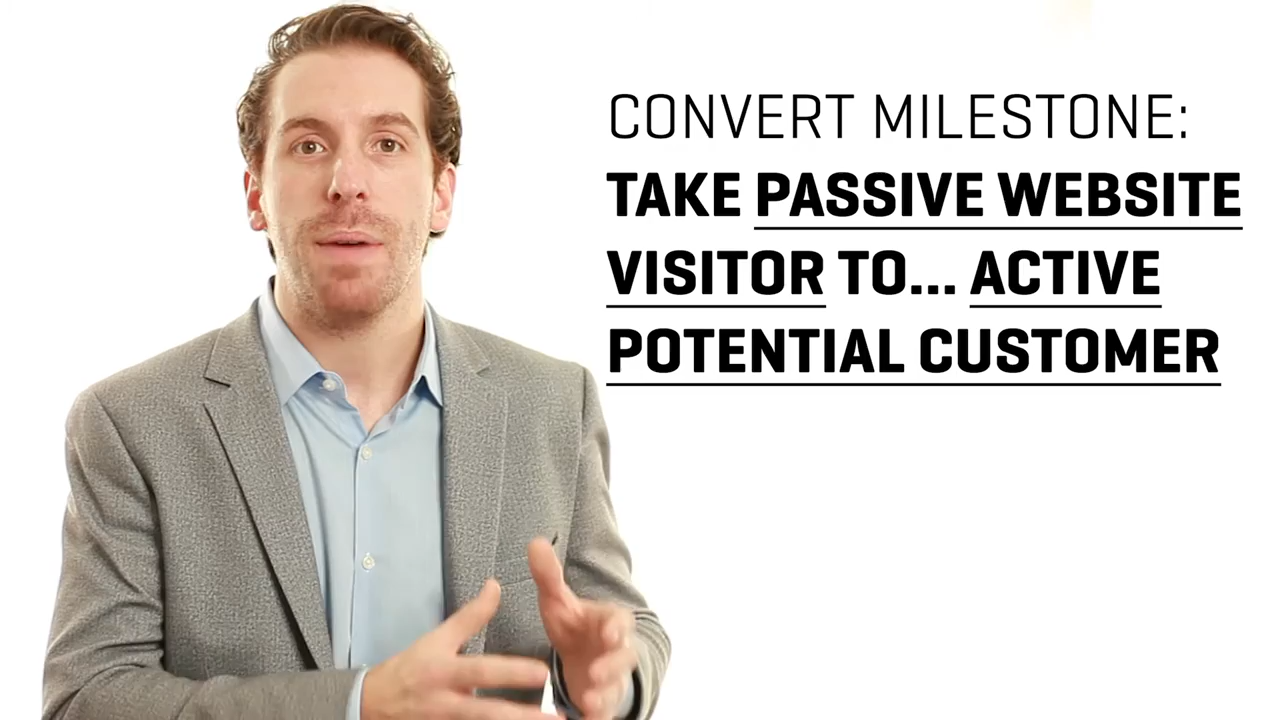 CONVERT MILESTONE:
TAKE PASSIVE WEBSITE
VISITOR TO... ACTIVE
POTENTIAL CUSTOMER